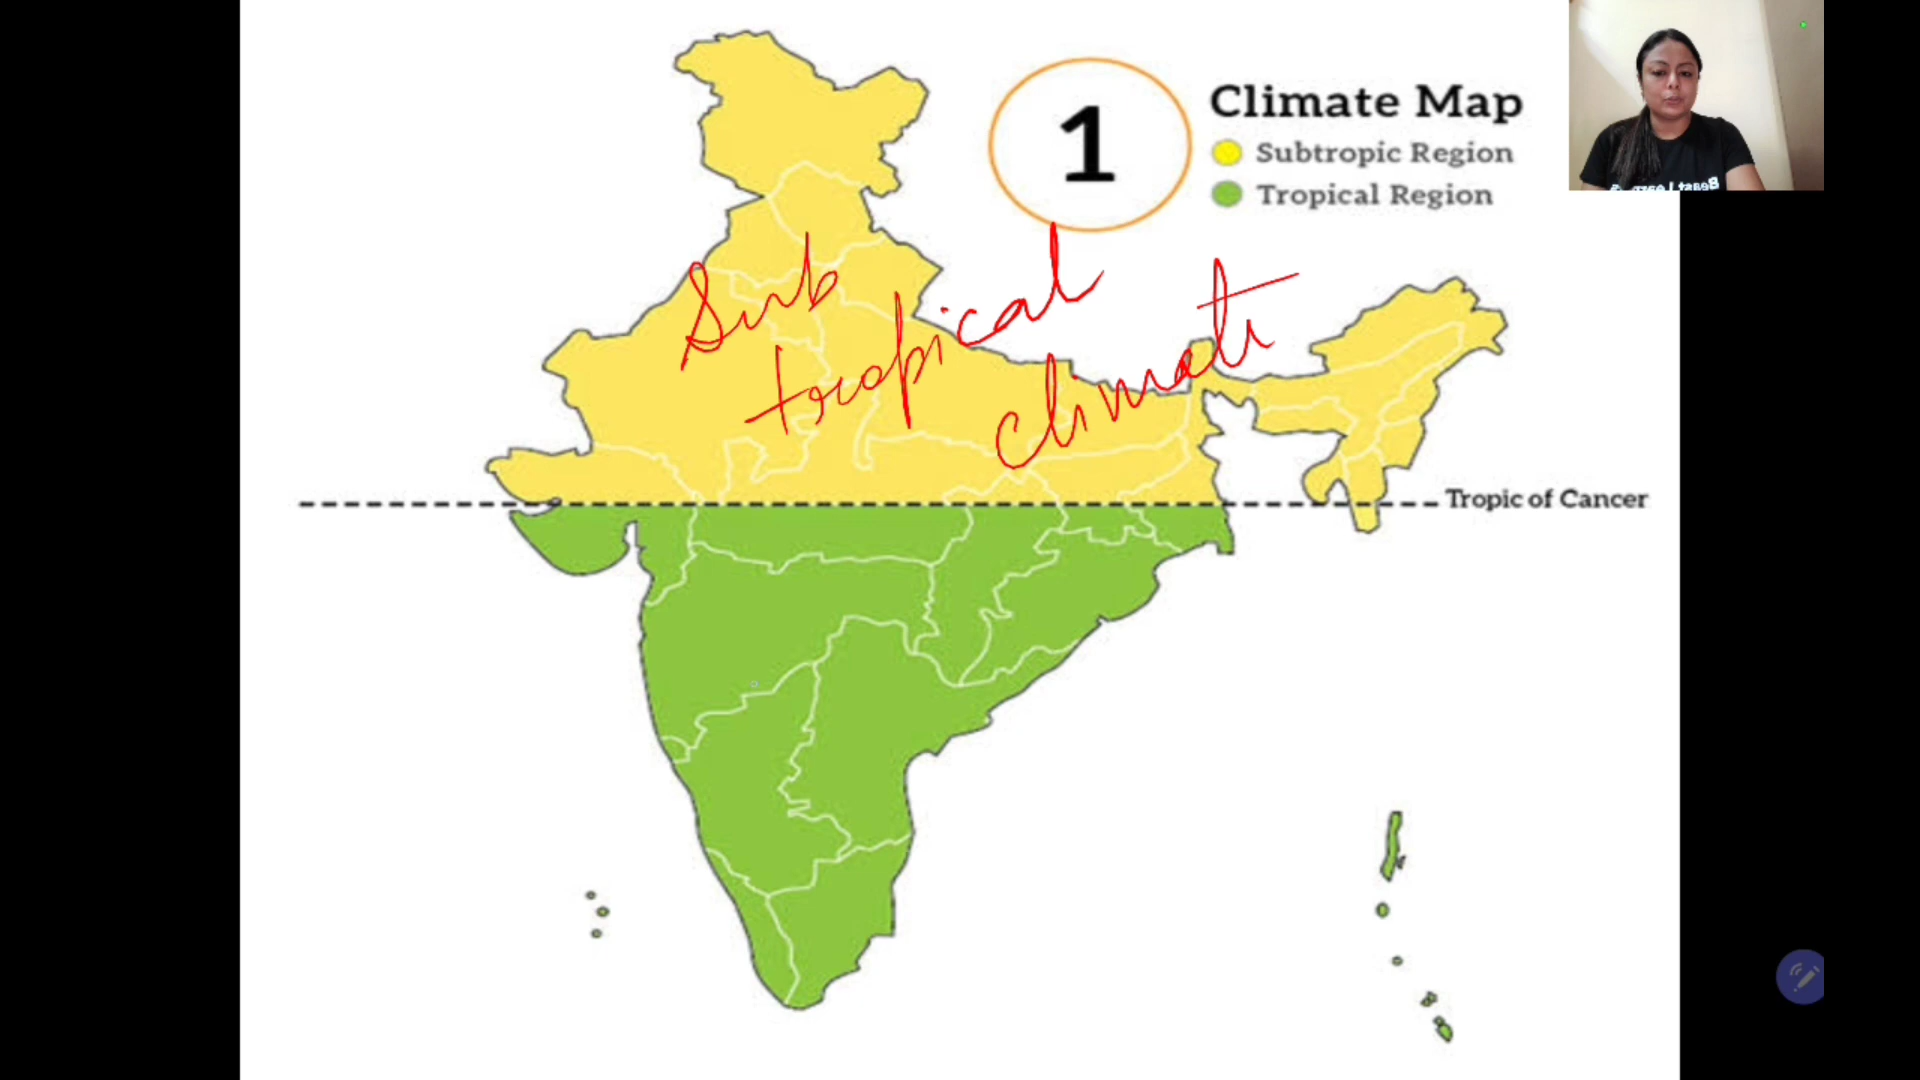 1
Climate Map
Subtropic Region
Tropical Region
Sub
tropical
climate
Tropic of Cancer